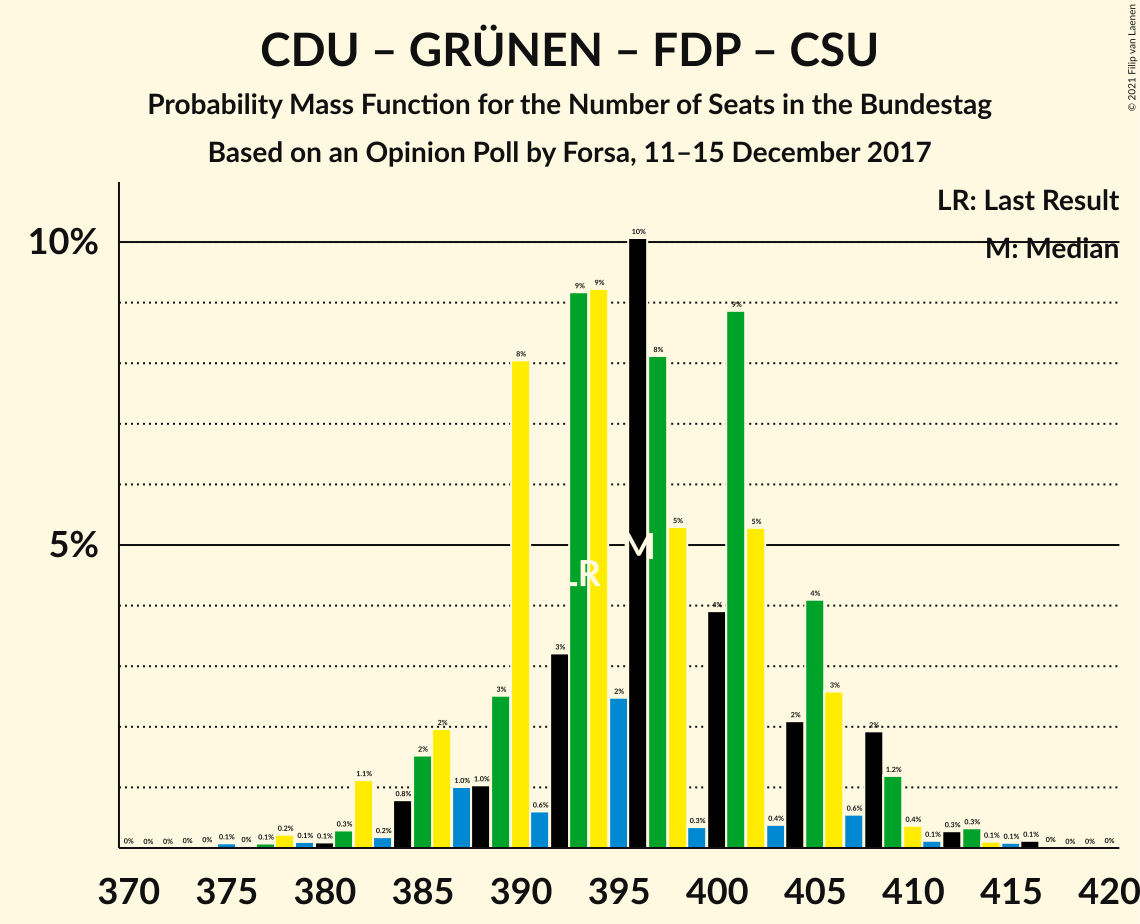 CDU – GRÜNEN – FDP – CSU
Probability Mass Function for the Number of Seats in the Bundestag
Based on an Opinion Poll by Forsa, 11–15 December 2017
© 2021 Filip van Laenen
LR: Last Result
M: Median
10%
5%
0% 0% 0% 0% 0% 0.1% 0% 0.1% 0.2% 0.1% 0.1% 0.3% 1.1% 0.2% 0.8% 2% 2% 1.0% 1.0% 3% 8% 0.6% 3% 9% 9% 2% 10% 8% 5% 0.3% 4% 9% 5% 0.4% 2% 4% 3% 0.6% 2% 1.2% 0.4% 0.1% 0.3% 0.3% 0.1% 0.1% 0.1% 0% 0% 0% 0%
M
LR
370 375 380 385 390 395 400 405 410 415 420